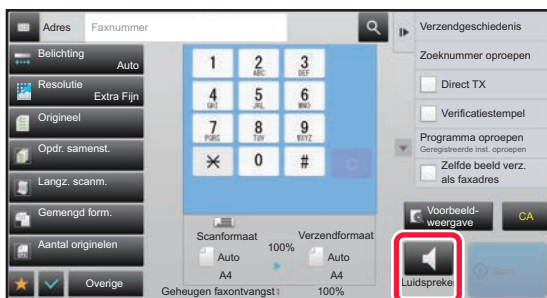 Adres
Faxnummer
Belichting
Auto
Resolutie
Extra Fijn
Origineel
Opdr. samenst.
Langz. scanm.
Gemengd form.
Aantal originelen
Overige
1
2 ABC
3 DEF
4 GHI
5 JKL
6 MNO
7 PQRS
8 TUV
9 WXYZ
0
#
Scanformaat
Verzendformaat
100%
Auto
Auto
A4
A4
Geheugen faxontvangst:
100%
Verzendgeschiedenis
Zoeknummer oproepen
Direct TX
Verificatiestempel
Programma oproepen
Geregistreerde inst. oproepen
Zelfde beeld verz.
als faxadres
Voorbeeld-
weergave
CA
Luidspreker
Start